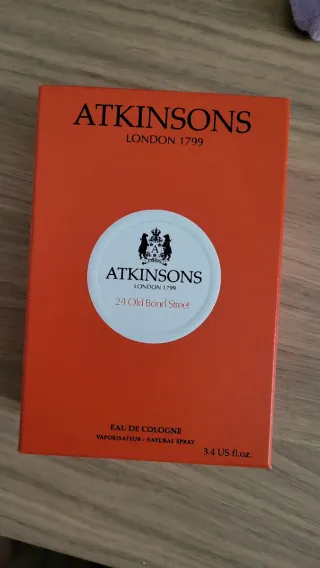 ATKINSONS
LONDON 1799
A
ATKINSONS
LONDON 1799
24 Old Bond Street
EAU DE COLOGNE
VAPORISATEUR • NATURAL SPRAY
3.4 US fl.oz.